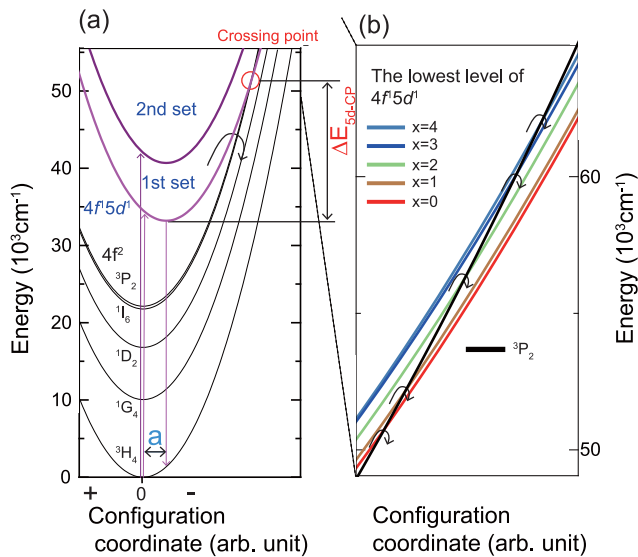 (a)
Crossing point
50
40
30
20
10
0
Energy (10³cm⁻¹)
2nd set
1st set
4f¹5d¹
4f²
³P₂
¹I₆
¹D₂
¹G₄
³H₄
a
ΔE5d-CP
+ 0 -
Configuration
coordinate (arb. unit)
(b)
The lowest level of
4f¹5d¹
x=4
x=3
x=2
x=1
x=0
³P₂
60
50
Energy (10³cm⁻¹)
Configuration
coordinate (arb. unit)